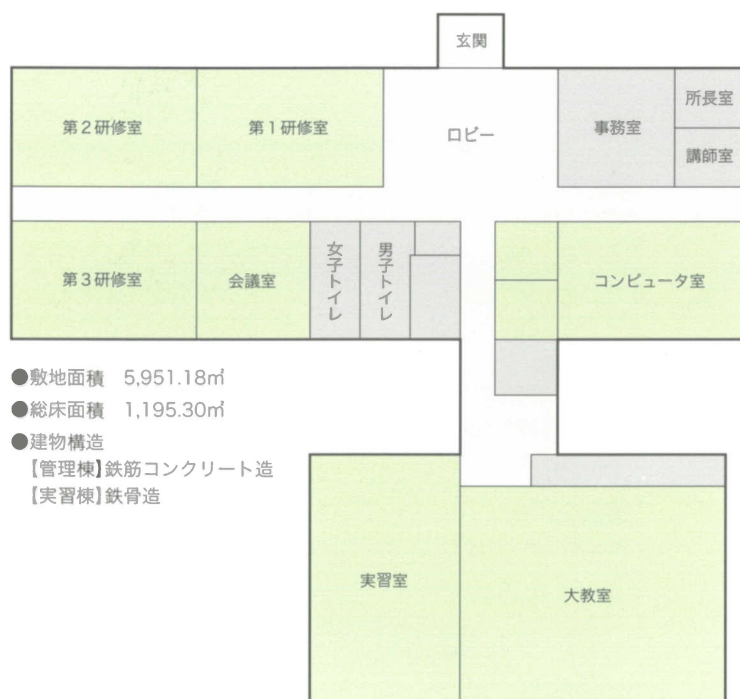 玄関
第2研修室
第1研修室
ロビー
事務室
所長室
講師室
第3研修室
会議室
女子トイレ
男子トイレ
コンピュータ室
●敷地面積 5,951.18㎡
●総床面積 1,195.30㎡
●建物構造
【管理棟】鉄筋コンクリート造
【実習棟】鉄骨造
実習室
大教室